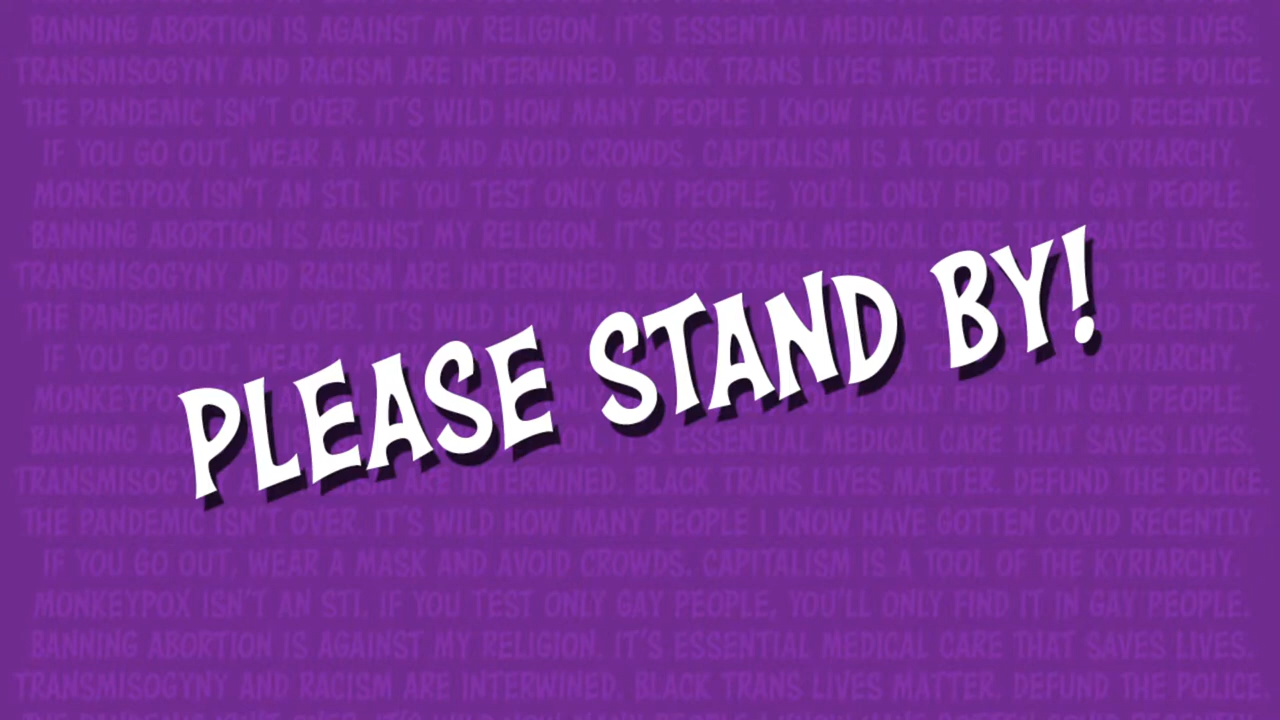 BANNING ABORTION IS AGAINST MY RELIGION. IT'S ESSENTIAL MEDICAL CARE THAT SAVES LIVES.
TRANSMISOGYNY AND RACISM ARE INTERWINED. BLACK TRANS LIVES MATTER. DEFUND THE POLICE.
THE PANDEMIC ISN'T OVER. IT'S WILD HOW MANY PEOPLE I KNOW HAVE GOTTEN COVID RECENTLY.
IF YOU GO OUT, WEAR A MASK AND AVOID CROWDS. CAPITALISM IS A TOOL OF THE KYRIARCHY.
MONKEYPOX ISN'T AN STI. IF YOU TEST ONLY GAY PEOPLE, YOU'LL ONLY FIND IT IN GAY PEOPLE.
BANNING ABORTION IS AGAINST MY RELIGION. IT'S ESSENTIAL MEDICAL LIVES.
TRANSMISOGYNY AND RACISM ARE INTERWINED. BLACK TRANS THE POLICE.
THE PANDEMIC ISN OVER. IT'S WILD HOW RECENTLY.
IF YOU GO OUT, WEAR KYRIARCHY.
PLEASE STAND BY!
MONKEYPO ONLY FIND IT IN GAY PEOPLE.
BANNING IT'S ESSENTIAL MEDICAL CARE THAT SAVES LIVES.
TRANSMISOG ARE INTERWINED. BLACK TRANS LIVES MATTER. DEFUND THE POLICE.
THE PANDEMIC ISN'T OVER. IT'S WILD HOW MANY PEOPLE I KNOW HAVE GOTTEN COVID RECENTLY.
IF YOU GO OUT, WEAR A MASK AND AVOID CROWDS. CAPITALISM IS A TOOL OF THE KYRIARCHY.
MONKEYPOX ISN'T AN STI. IF YOU TEST ONLY GAY PEOPLE, YOU'LL ONLY FIND IT IN GAY PEOPLE.
BANNING ABORTION IS AGAINST MY RELIGION. IT'S ESSENTIAL MEDICAL CARE THAT SAVES LIVES.
TRANSMISOGYNY AND RACISM ARE INTERWINED. BLACK TRANS LIVES MATTER. DEFUND THE POLICE.